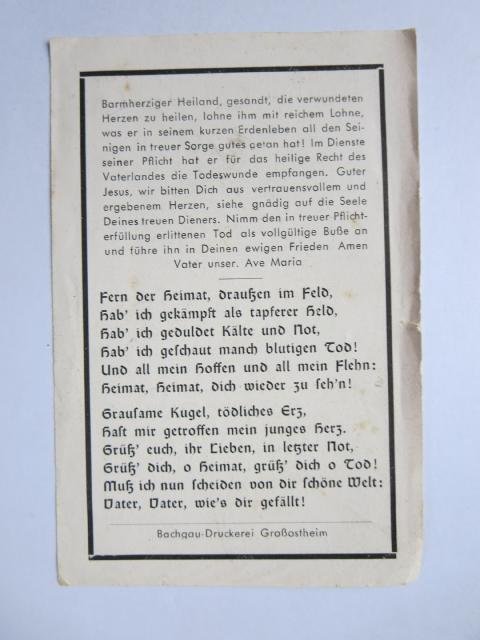 Barmherziger Heiland, gesandt, die verwundeten
Herzen zu heilen, lohne ihm mit reichem Lohne,
was er in seinem kurzen Erdenleben all den Sei-
nigen in treuer Sorge gutes getan hat! Im Dienste
seiner Pflicht hat er für das heilige Recht des
Vaterlandes die Todeswunde empfangen. Guter
Jesus, wir bitten Dich aus vertrauensvollem und
ergebenem Herzen, siehe gnädig auf die Seele
Deines treuen Dieners. Nimm den in treuer Pflicht-
erfüllung erlittenen Tod als vollgültige Buße an
und führe ihn in Deinen ewigen Frieden Amen
Vater unser. Ave Maria
Fern der Heimat, draußen im Feld,
Hab' ich gekämpft als tapferer Held,
Hab' ich geduldet Kälte und Not,
Hab' ich geschaut manch blutigen Tod!
Und all mein Hoffen und all mein Flehn:
Heimat, Heimat, dich wieder zu seh'n!
Grausame Kugel, tödliches Erz,
Hast mir getroffen mein junges Herz.
Grüß' euch, ihr Lieben, in letzter Not,
Grüß' dich, o Heimat, grüß' dich o Tod!
Muß ich nun scheiden von dir schöne Welt:
Vater, Vater, wie's dir gefällt!
Bachgau-Druckerei Großostheim